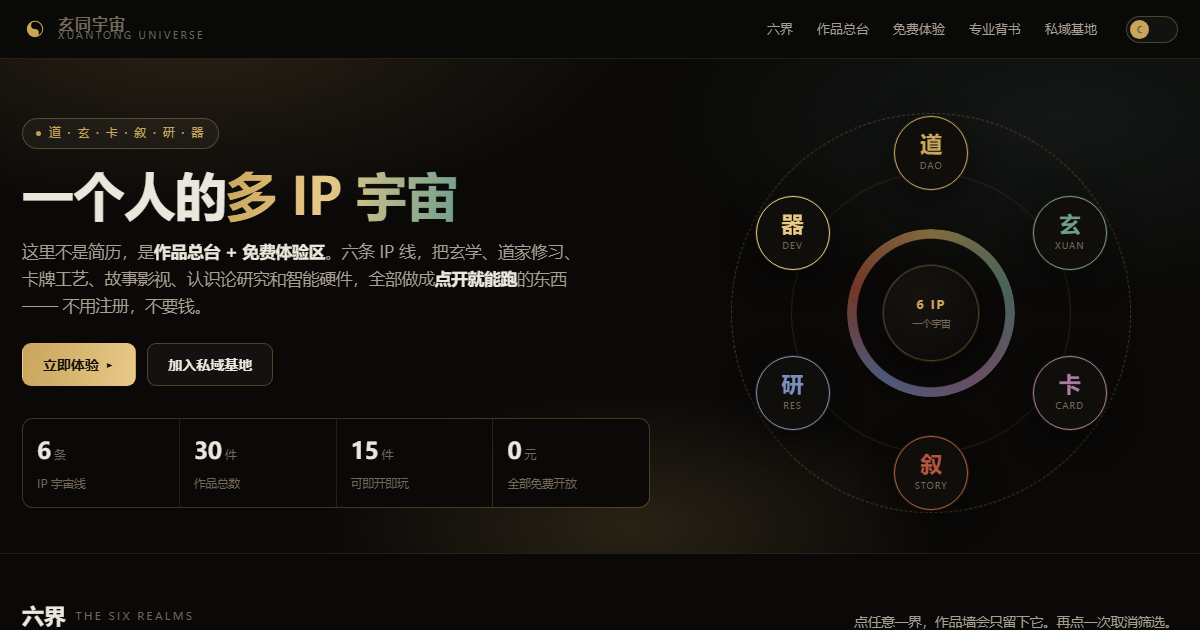 玄同宇宙
XUANTONG UNIVERSE
六界 作品总台 免费体验 专业背书 私域基地
道 · 玄 · 卡 · 叙 · 研 · 器
一个人的多 IP 宇宙
这里不是简历，是作品总台 + 免费体验区。六条 IP 线，把玄学、道家修习、
卡牌工艺、故事影视、认识论研究和智能硬件，全部做成点开就能跑的东西
—— 不用注册，不要钱。
立即体验 ▸
加入私域基地
6 条
IP 宇宙线
30 件
作品总数
15 件
可即开即玩
0 元
全部免费开放
道
DAO
器
DEV
玄
XUAN
6 IP
一个宇宙
研
RES
卡
CARD
叙
STORY
六界 THE SIX REALMS
点任意一界，作品墙会只留下它。再点一次取消筛选。